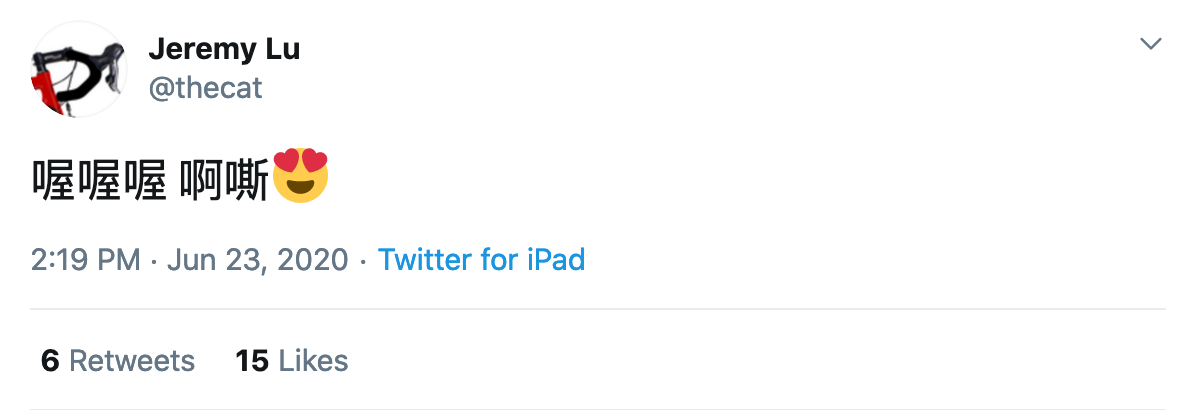 Jeremy Lu
@thecat
喔喔喔 啊嘶😍
2:19 PM · Jun 23, 2020 · Twitter for iPad
6 Retweets 15 Likes